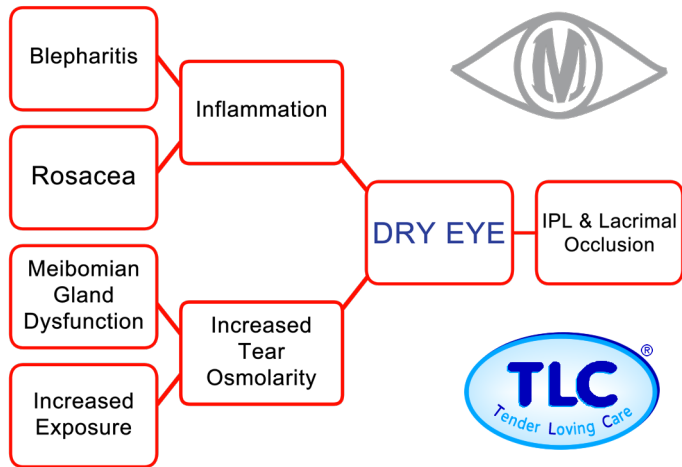 Blepharitis
Inflammation
Rosacea
DRY EYE
IPL & Lacrimal
Occlusion
Meibomian
Gland
Dysfunction
Increased
Tear
Osmolarity
Increased
Exposure
M
TLC®
Tender Loving Care